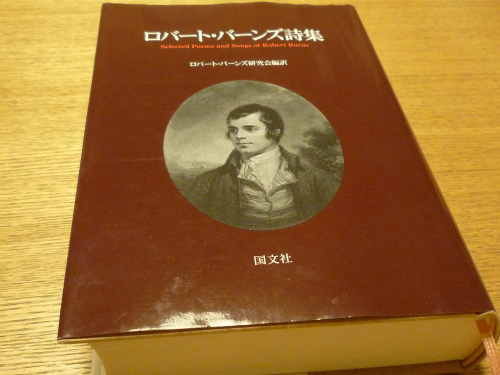 ロバート・バーンズ詩集
Selected Poems and Songs of Robert Burns
ロバート・バーンズ研究会編訳
国文社